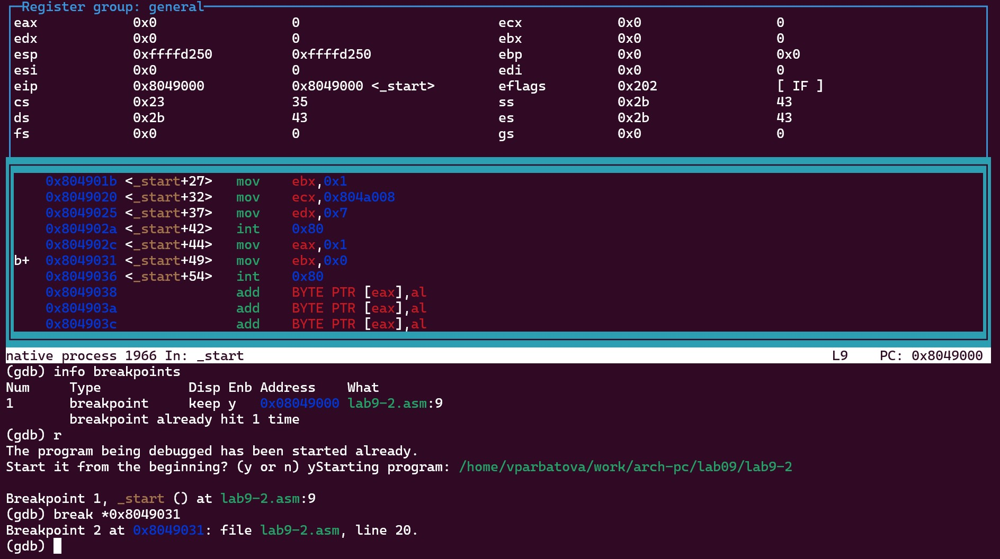 Register group: general
eax 0x0 0 ecx 0x0 0
edx 0x0 0 ebx 0x0 0
esp 0xffffd250 0xffffd250 ebp 0x0 0x0
esi 0x0 0 edi 0x0 0
eip 0x8049000 0x8049000 <_start> eflags 0x202 [ IF ]
cs 0x23 35 ss 0x2b 43
ds 0x2b 43 es 0x2b 43
fs 0x0 0 gs 0x0 0
0x804901b <_start+27> mov ebx,0x1
0x8049020 <_start+32> mov ecx,0x804a008
0x8049025 <_start+37> mov edx,0x7
0x804902a <_start+42> int 0x80
0x804902c <_start+44> mov eax,0x1
b+ 0x8049031 <_start+49> mov ebx,0x0
0x8049036 <_start+54> int 0x80
0x8049038 add BYTE PTR [eax],al
0x804903a add BYTE PTR [eax],al
0x804903c add BYTE PTR [eax],al
native process 1966 In: _start L9 PC: 0x8049000
(gdb) info breakpoints
Num Type Disp Enb Address What
1 breakpoint keep y 0x08049000 lab9-2.asm:9
breakpoint already hit 1 time
(gdb) r
The program being debugged has been started already.
Start it from the beginning? (y or n) yStarting program: /home/vparbatova/work/arch-pc/lab09/lab9-2
Breakpoint 1, _start () at lab9-2.asm:9
(gdb) break *0x8049031
Breakpoint 2 at 0x8049031: file lab9-2.asm, line 20.
(gdb)